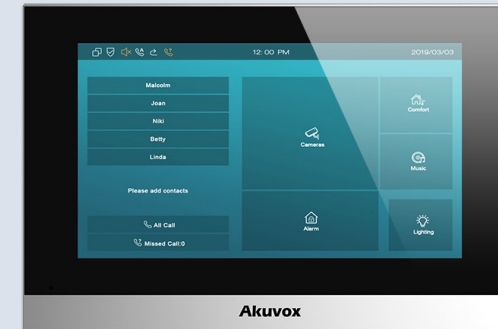 12:00 PM
2019/03/03
Malcolm
Joan
Niki
Betty
Linda
Please add contacts
All Call
Missed Call:0
Cameras
Alarm
Comfort
Music
Lighting
Akuvox